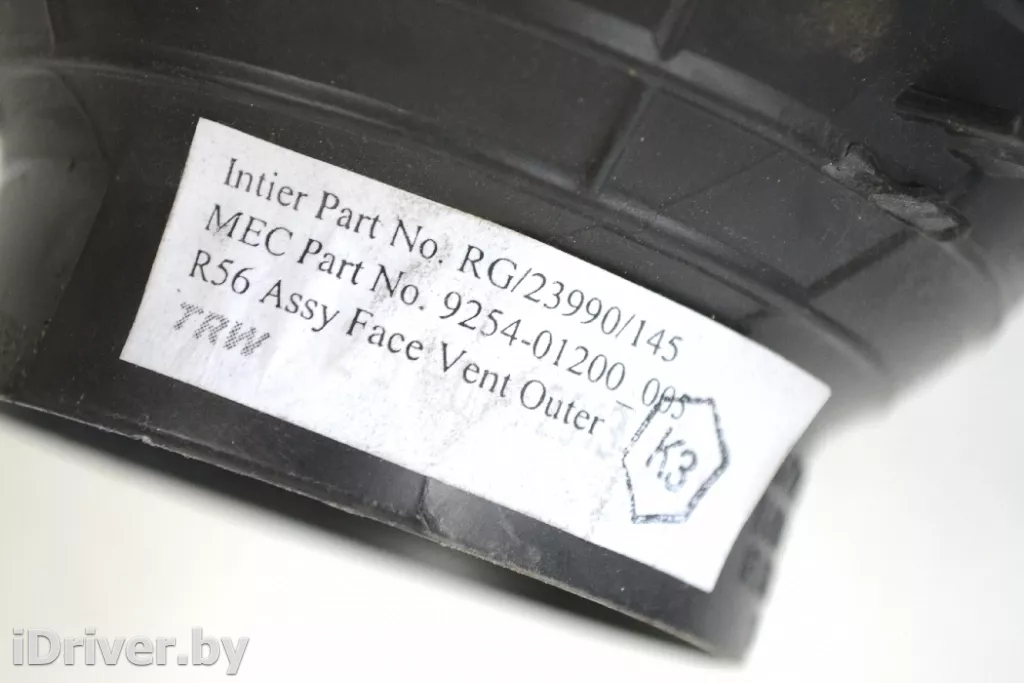 Intier Part No. RG/23990/145
MEC Part No. 9254-01200_005
R56 Assy Face Vent Outer
TRW
K3
iDriver.by